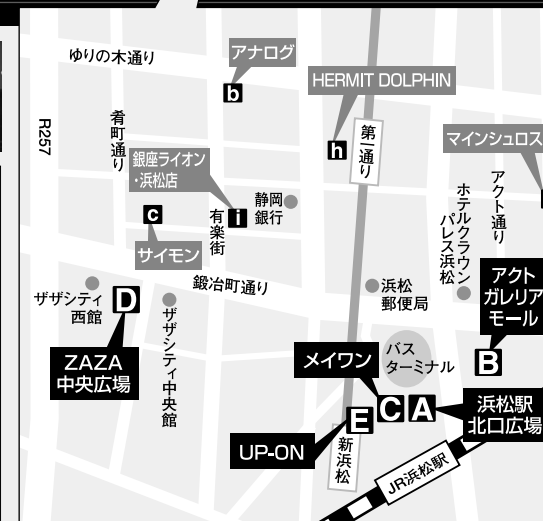 ゆりの木通り
アナログ
b
HERMIT DOLPHIN
R257
肴町通り
h
第一通り
マインシュロス
銀座ライオン
・浜松店
静岡
銀行
アクト通り
ホテルクラウン
パレス浜松
c
有楽街
i
サイモン
鍛冶町通り
浜松
郵便局
アクト
ガレリア
モール
ザザシティ
西館
D
ザザシティ中央館
ZAZA
中央広場
バス
ターミナル
メイワン
B
C
A
浜松駅
北口広場
E
UP-ON
新浜松
JR浜松駅